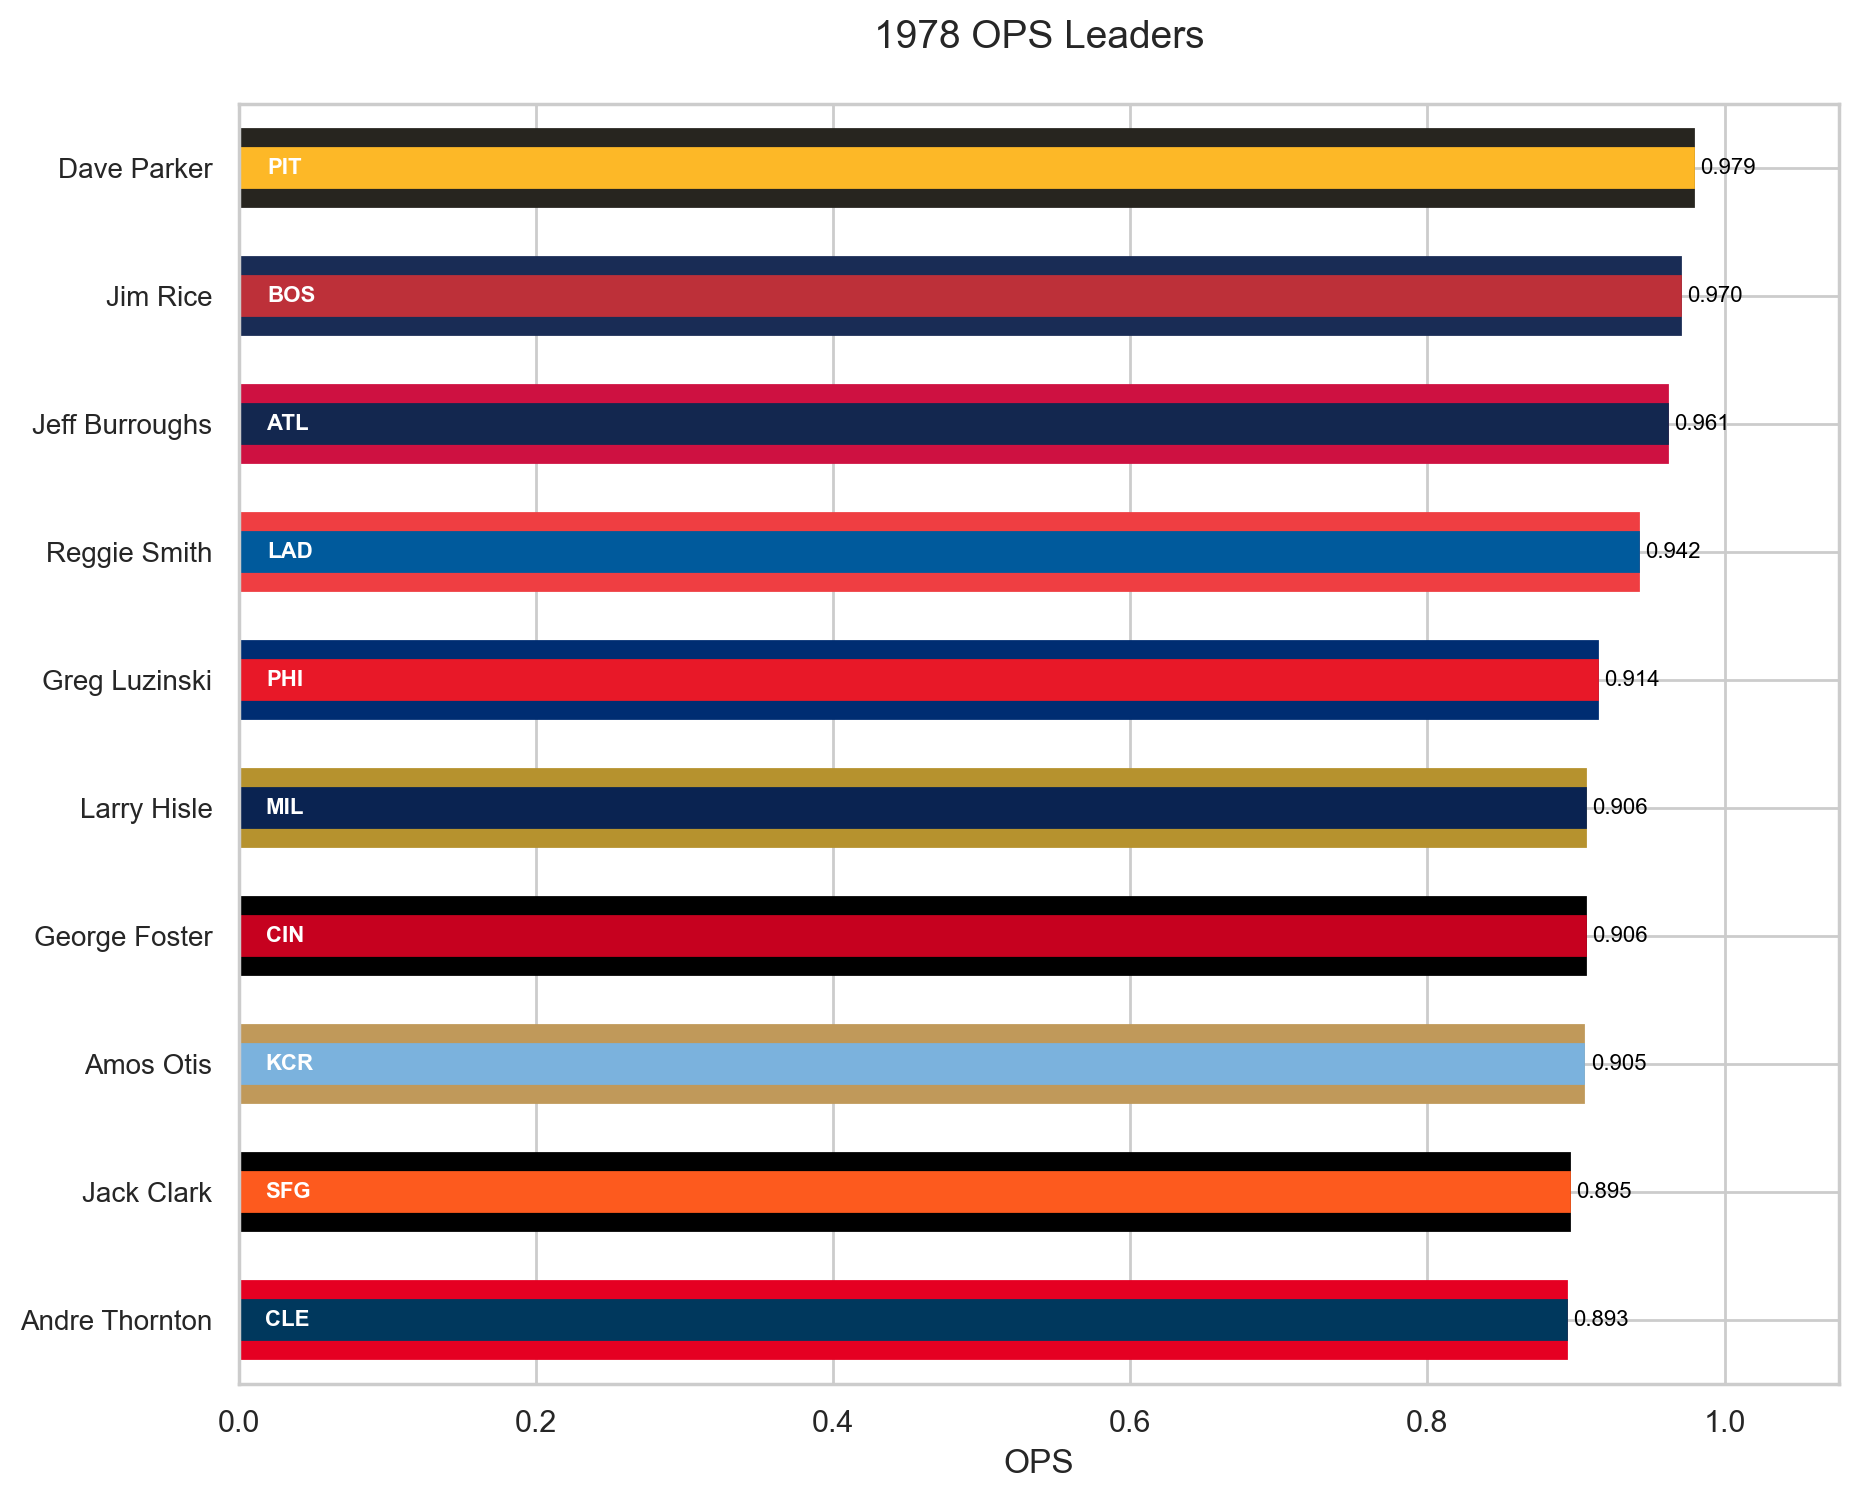 1978 OPS Leaders
Dave Parker PIT 0.979
Jim Rice BOS 0.970
Jeff Burroughs ATL 0.961
Reggie Smith LAD 0.942
Greg Luzinski PHI 0.914
Larry Hisle MIL 0.906
George Foster CIN 0.906
Amos Otis KCR 0.905
Jack Clark SFG 0.895
Andre Thornton CLE 0.893
0.0 0.2 0.4 0.6 0.8 1.0
OPS